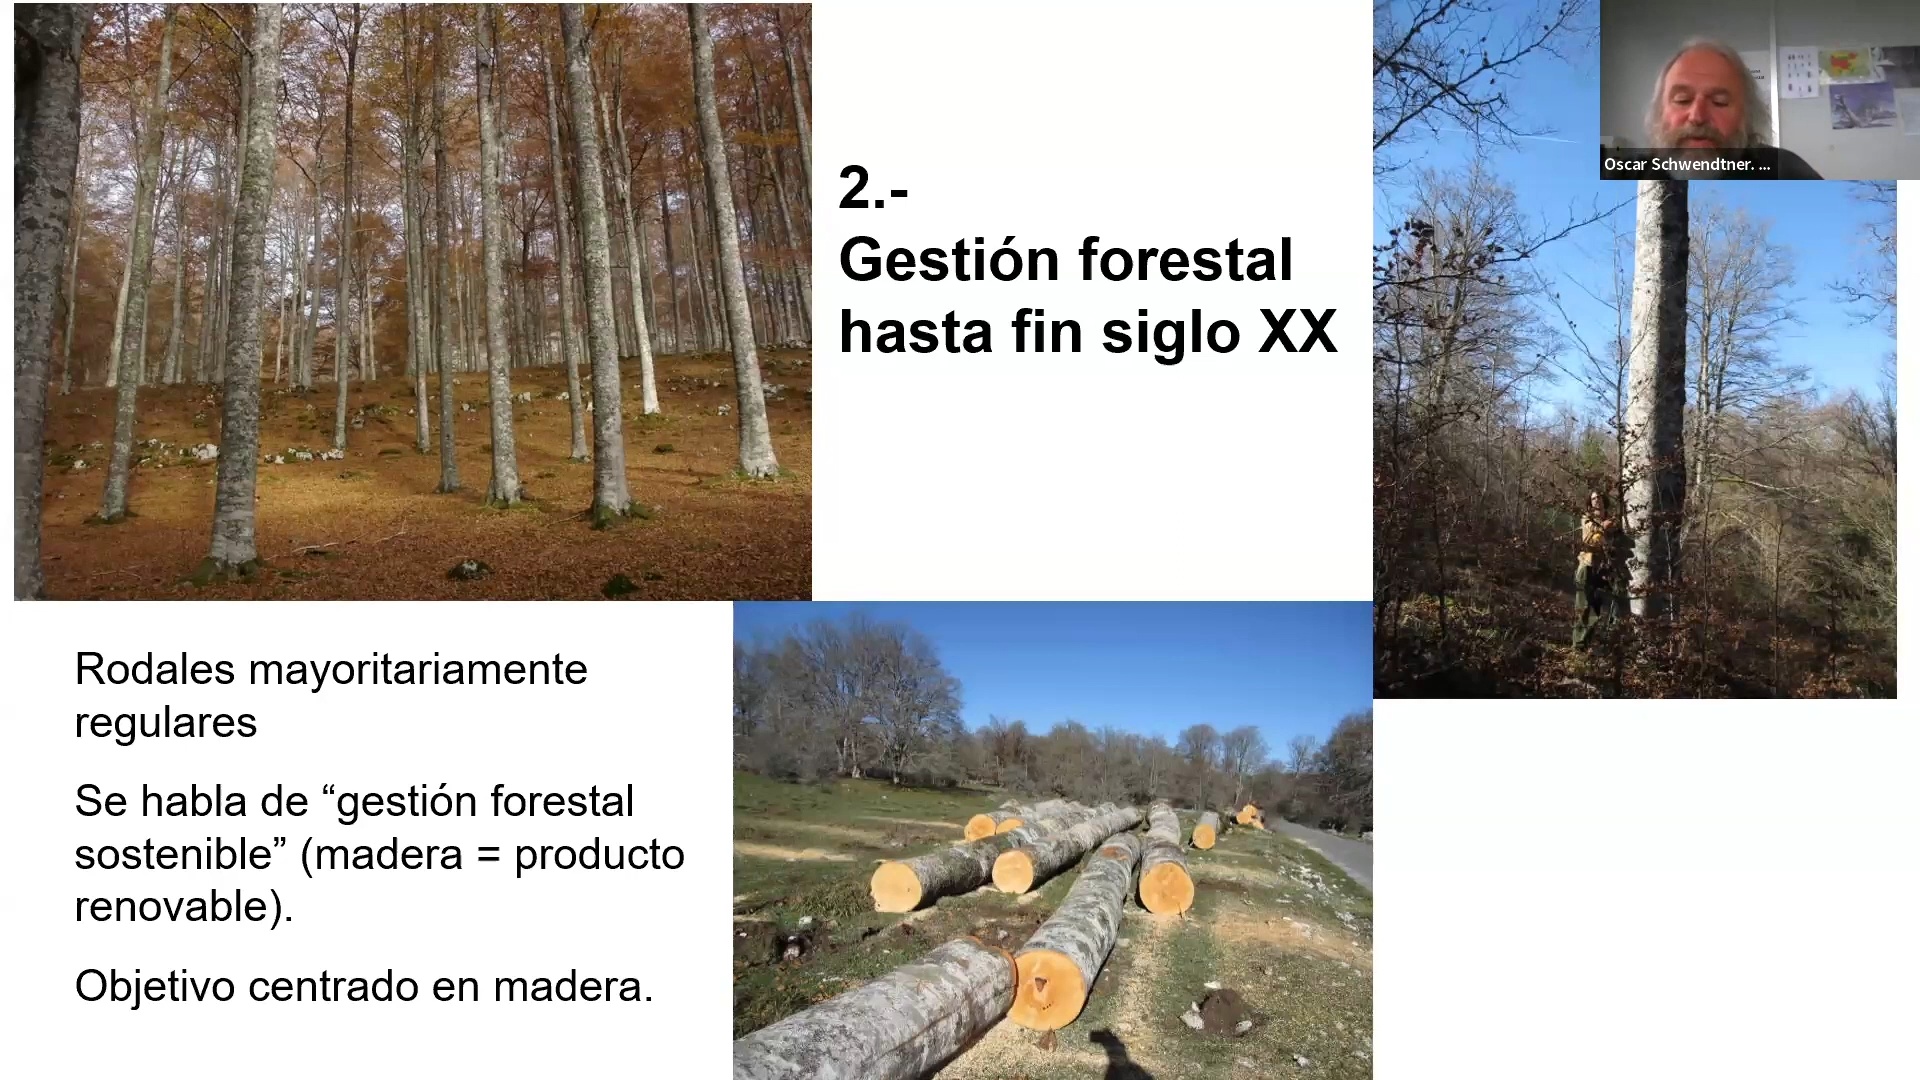 2.-
Gestión forestal
hasta fin siglo XX
Oscar Schwendtner. ...
Rodales mayoritariamente
regulares
Se habla de “gestión forestal
sostenible” (madera = producto
renovable).
Objetivo centrado en madera.